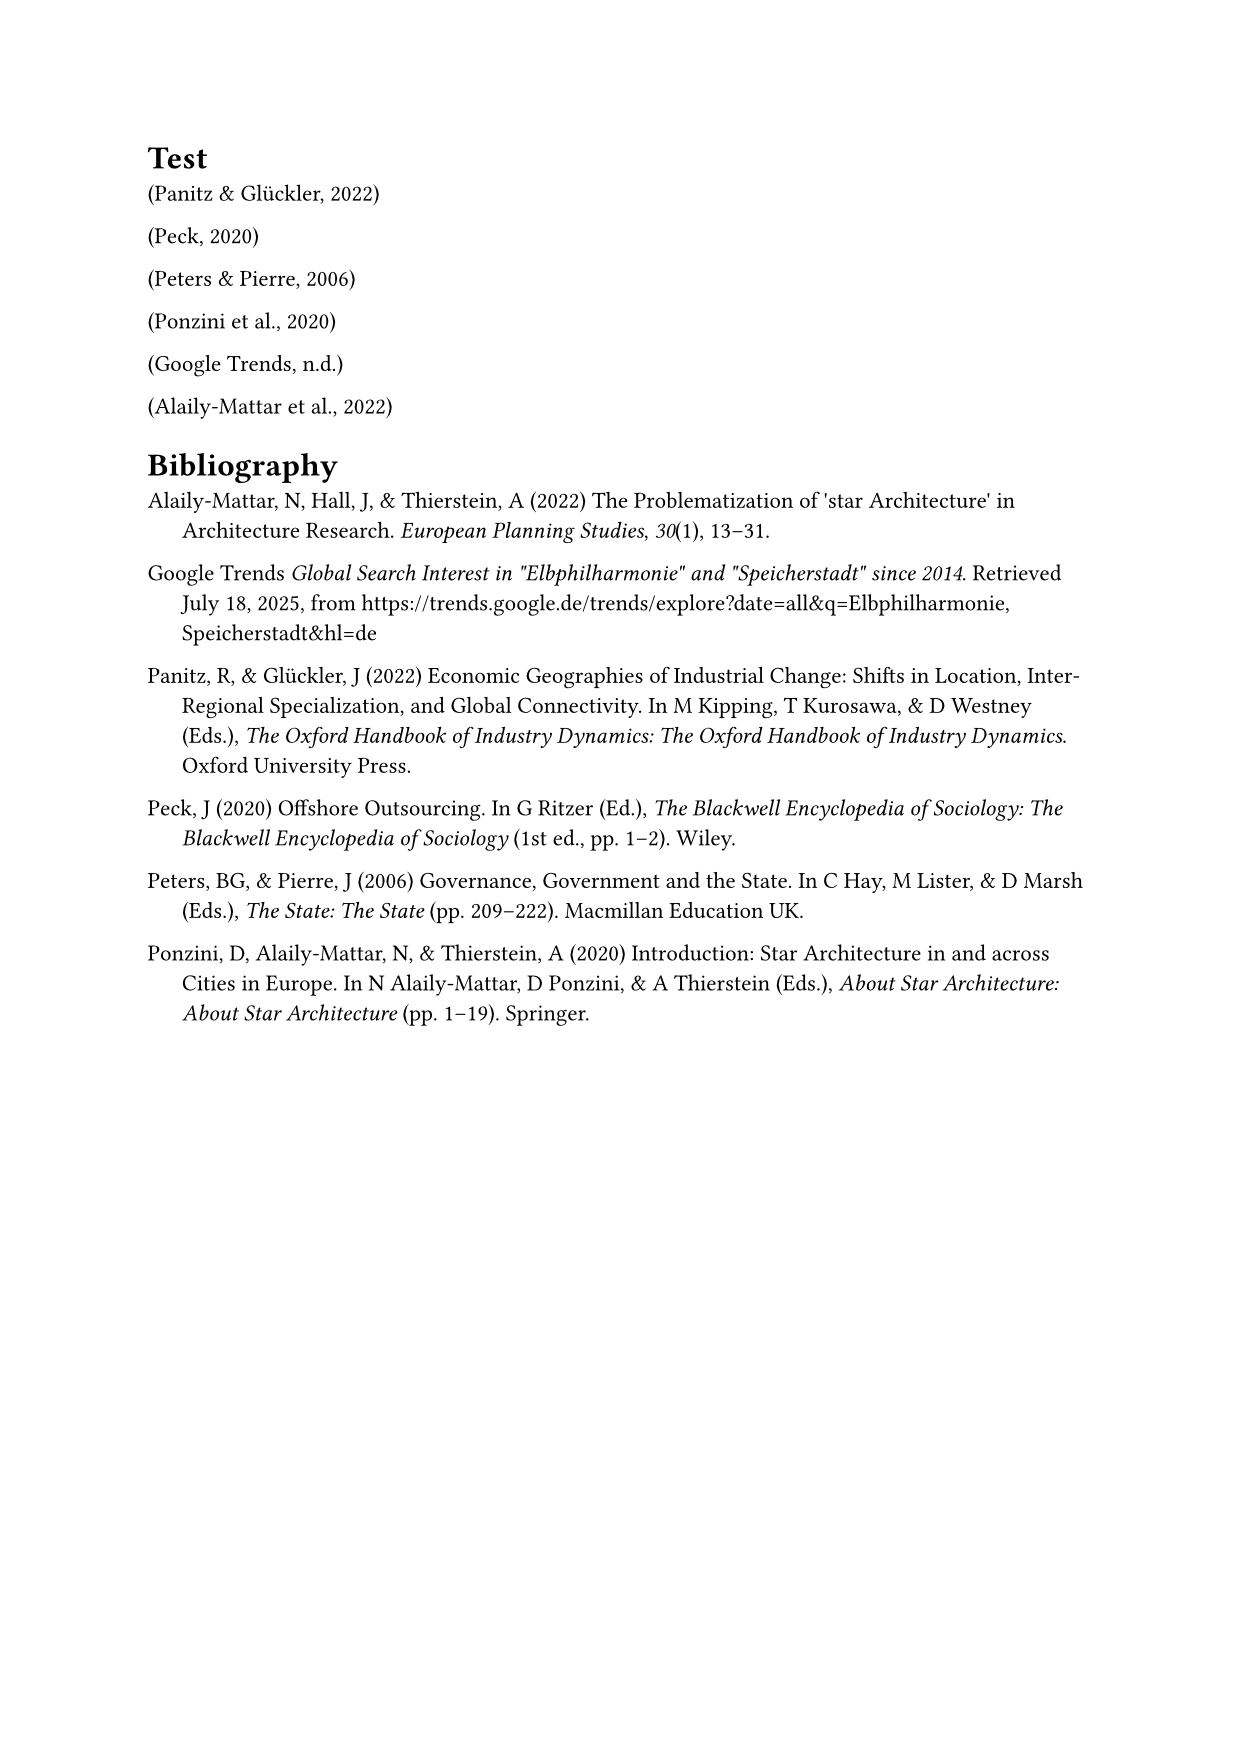 Test
(Panitz & Glückler, 2022)
(Peck, 2020)
(Peters & Pierre, 2006)
(Ponzini et al., 2020)
(Google Trends, n.d.)
(Alaily-Mattar et al., 2022)
Bibliography
Alaily-Mattar, N, Hall, J, & Thierstein, A (2022) The Problematization of 'star Architecture' in
Architecture Research. European Planning Studies, 30(1), 13–31.
Google Trends Global Search Interest in "Elbphilharmonie" and "Speicherstadt" since 2014. Retrieved
July 18, 2025, from https://trends.google.de/trends/explore?date=all&q=Elbphilharmonie,
Speicherstadt&hl=de
Panitz, R, & Glückler, J (2022) Economic Geographies of Industrial Change: Shifts in Location, Inter-
Regional Specialization, and Global Connectivity. In M Kipping, T Kurosawa, & D Westney
(Eds.), The Oxford Handbook of Industry Dynamics: The Oxford Handbook of Industry Dynamics.
Oxford University Press.
Peck, J (2020) Offshore Outsourcing. In G Ritzer (Ed.), The Blackwell Encyclopedia of Sociology: The
Blackwell Encyclopedia of Sociology (1st ed., pp. 1–2). Wiley.
Peters, BG, & Pierre, J (2006) Governance, Government and the State. In C Hay, M Lister, & D Marsh
(Eds.), The State: The State (pp. 209–222). Macmillan Education UK.
Ponzini, D, Alaily-Mattar, N, & Thierstein, A (2020) Introduction: Star Architecture in and across
Cities in Europe. In N Alaily-Mattar, D Ponzini, & A Thierstein (Eds.), About Star Architecture:
About Star Architecture (pp. 1–19). Springer.